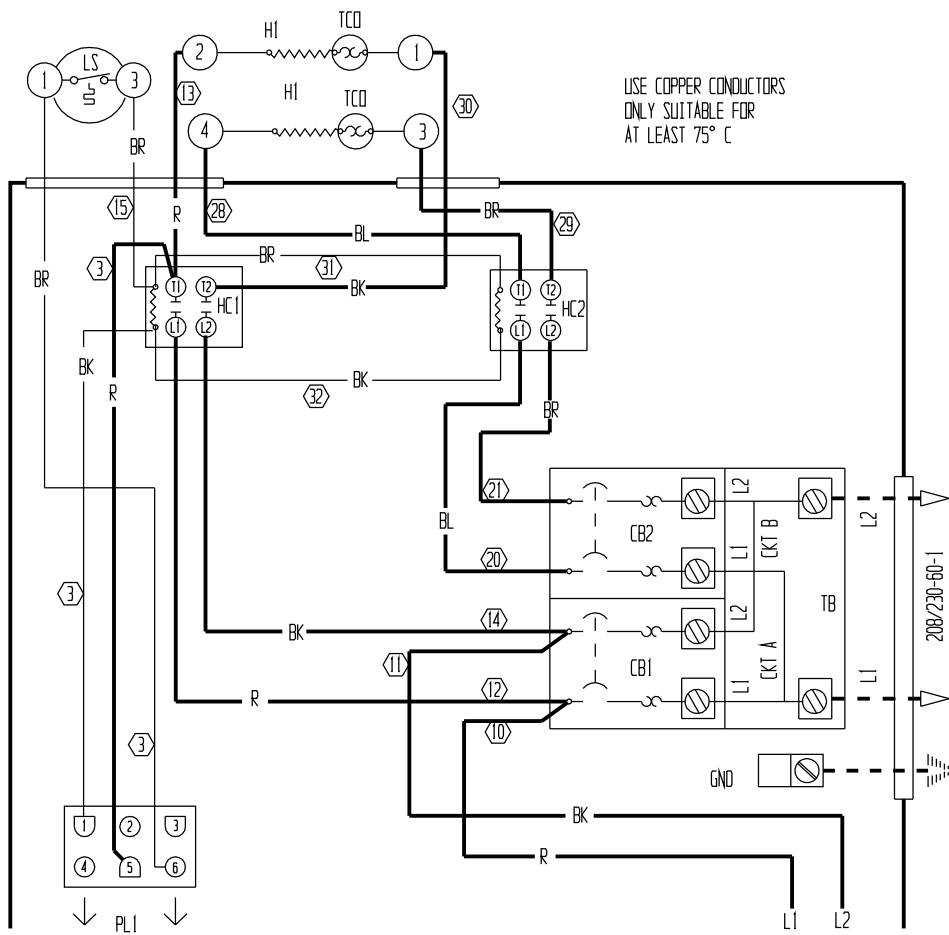 H1
TCO
2
1
LS
1
3
13
30
H1
TCO
4
3
USE COPPER CONDUCTORS
ONLY SUITABLE FOR
AT LEAST 75° C
BR
15
R
28
BR
29
BL
BR
31
3
BR
T1
T2
HC1
BK
T1
T2
HC2
L1
L2
L1
L2
BK
R
BK
32
BR
21
L2
L2
BL
CB2
L1
CKT B
20
208/230-60-1
3
TB
14
L2
BK
11
CB1
CKT A
L1
12
L1
R
10
3
GND
BK
1
2
3
R
4
5
6
PL1
L1
L2